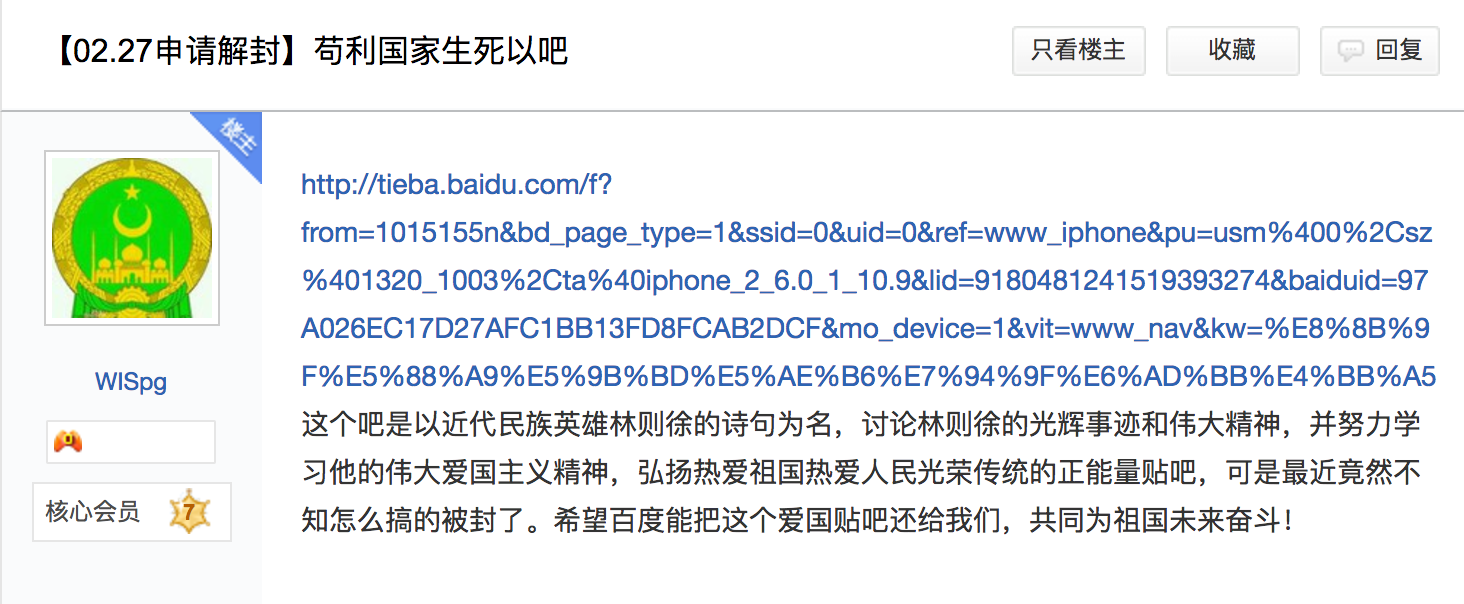 【02.27申请解封】苟利国家生死以吧
只看楼主
收藏
回复
楼主
WISpg
核心会员
7
http://tieba.baidu.com/f?
from=1015155n&bd_page_type=1&ssid=0&uid=0&ref=www_iphone&pu=usm%400%2Csz
%401320_1003%2Cta%40iphone_2_6.0_1_10.9&lid=9180481241519393274&baiduid=97
A026EC17D27AFC1BB13FD8FCAB2DCF&mo_device=1&vit=www_nav&kw=%E8%8B%9
F%E5%88%A9%E5%9B%BD%E5%AE%B6%E7%94%9F%E6%AD%BB%E4%BB%A5
这个吧是以近代民族英雄林则徐的诗句为名，讨论林则徐的光辉事迹和伟大精神，并努力学
习他的伟大爱国主义精神，弘扬热爱祖国热爱人民光荣传统的正能量贴吧，可是最近竟然不
知怎么搞的被封了。希望百度能把这个爱国贴吧还给我们，共同为祖国未来奋斗！